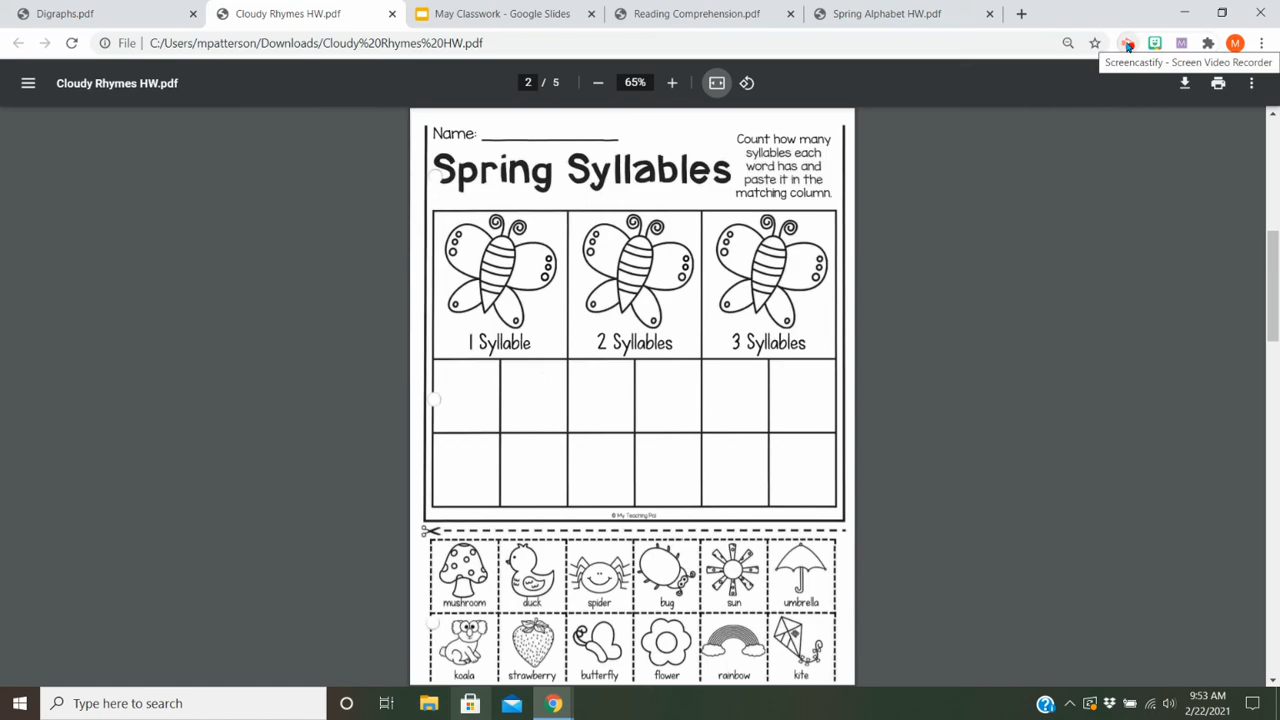 Digraphs.pdf
Cloudy Rhymes HW.pdf
May Classwork - Google Slides
Reading Comprehension.pdf
Spring Alphabet HW.pdf
File
C:/Users/mpatterson/Downloads/Cloudy%20Rhymes%20HW.pdf
M
M
Screencastify - Screen Video Recorder
Cloudy Rhymes HW.pdf
2 / 5
65%
Name:
Spring Syllables
Count how many
syllables each
word has and
paste it in the
matching column.
1 Syllable
2 Syllables
3 Syllables
© My Teaching Pal
mushroom
duck
spider
bug
sun
umbrella
koala
strawberry
butterfly
flower
rainbow
kite
Type here to search
9:53 AM
2/22/2021